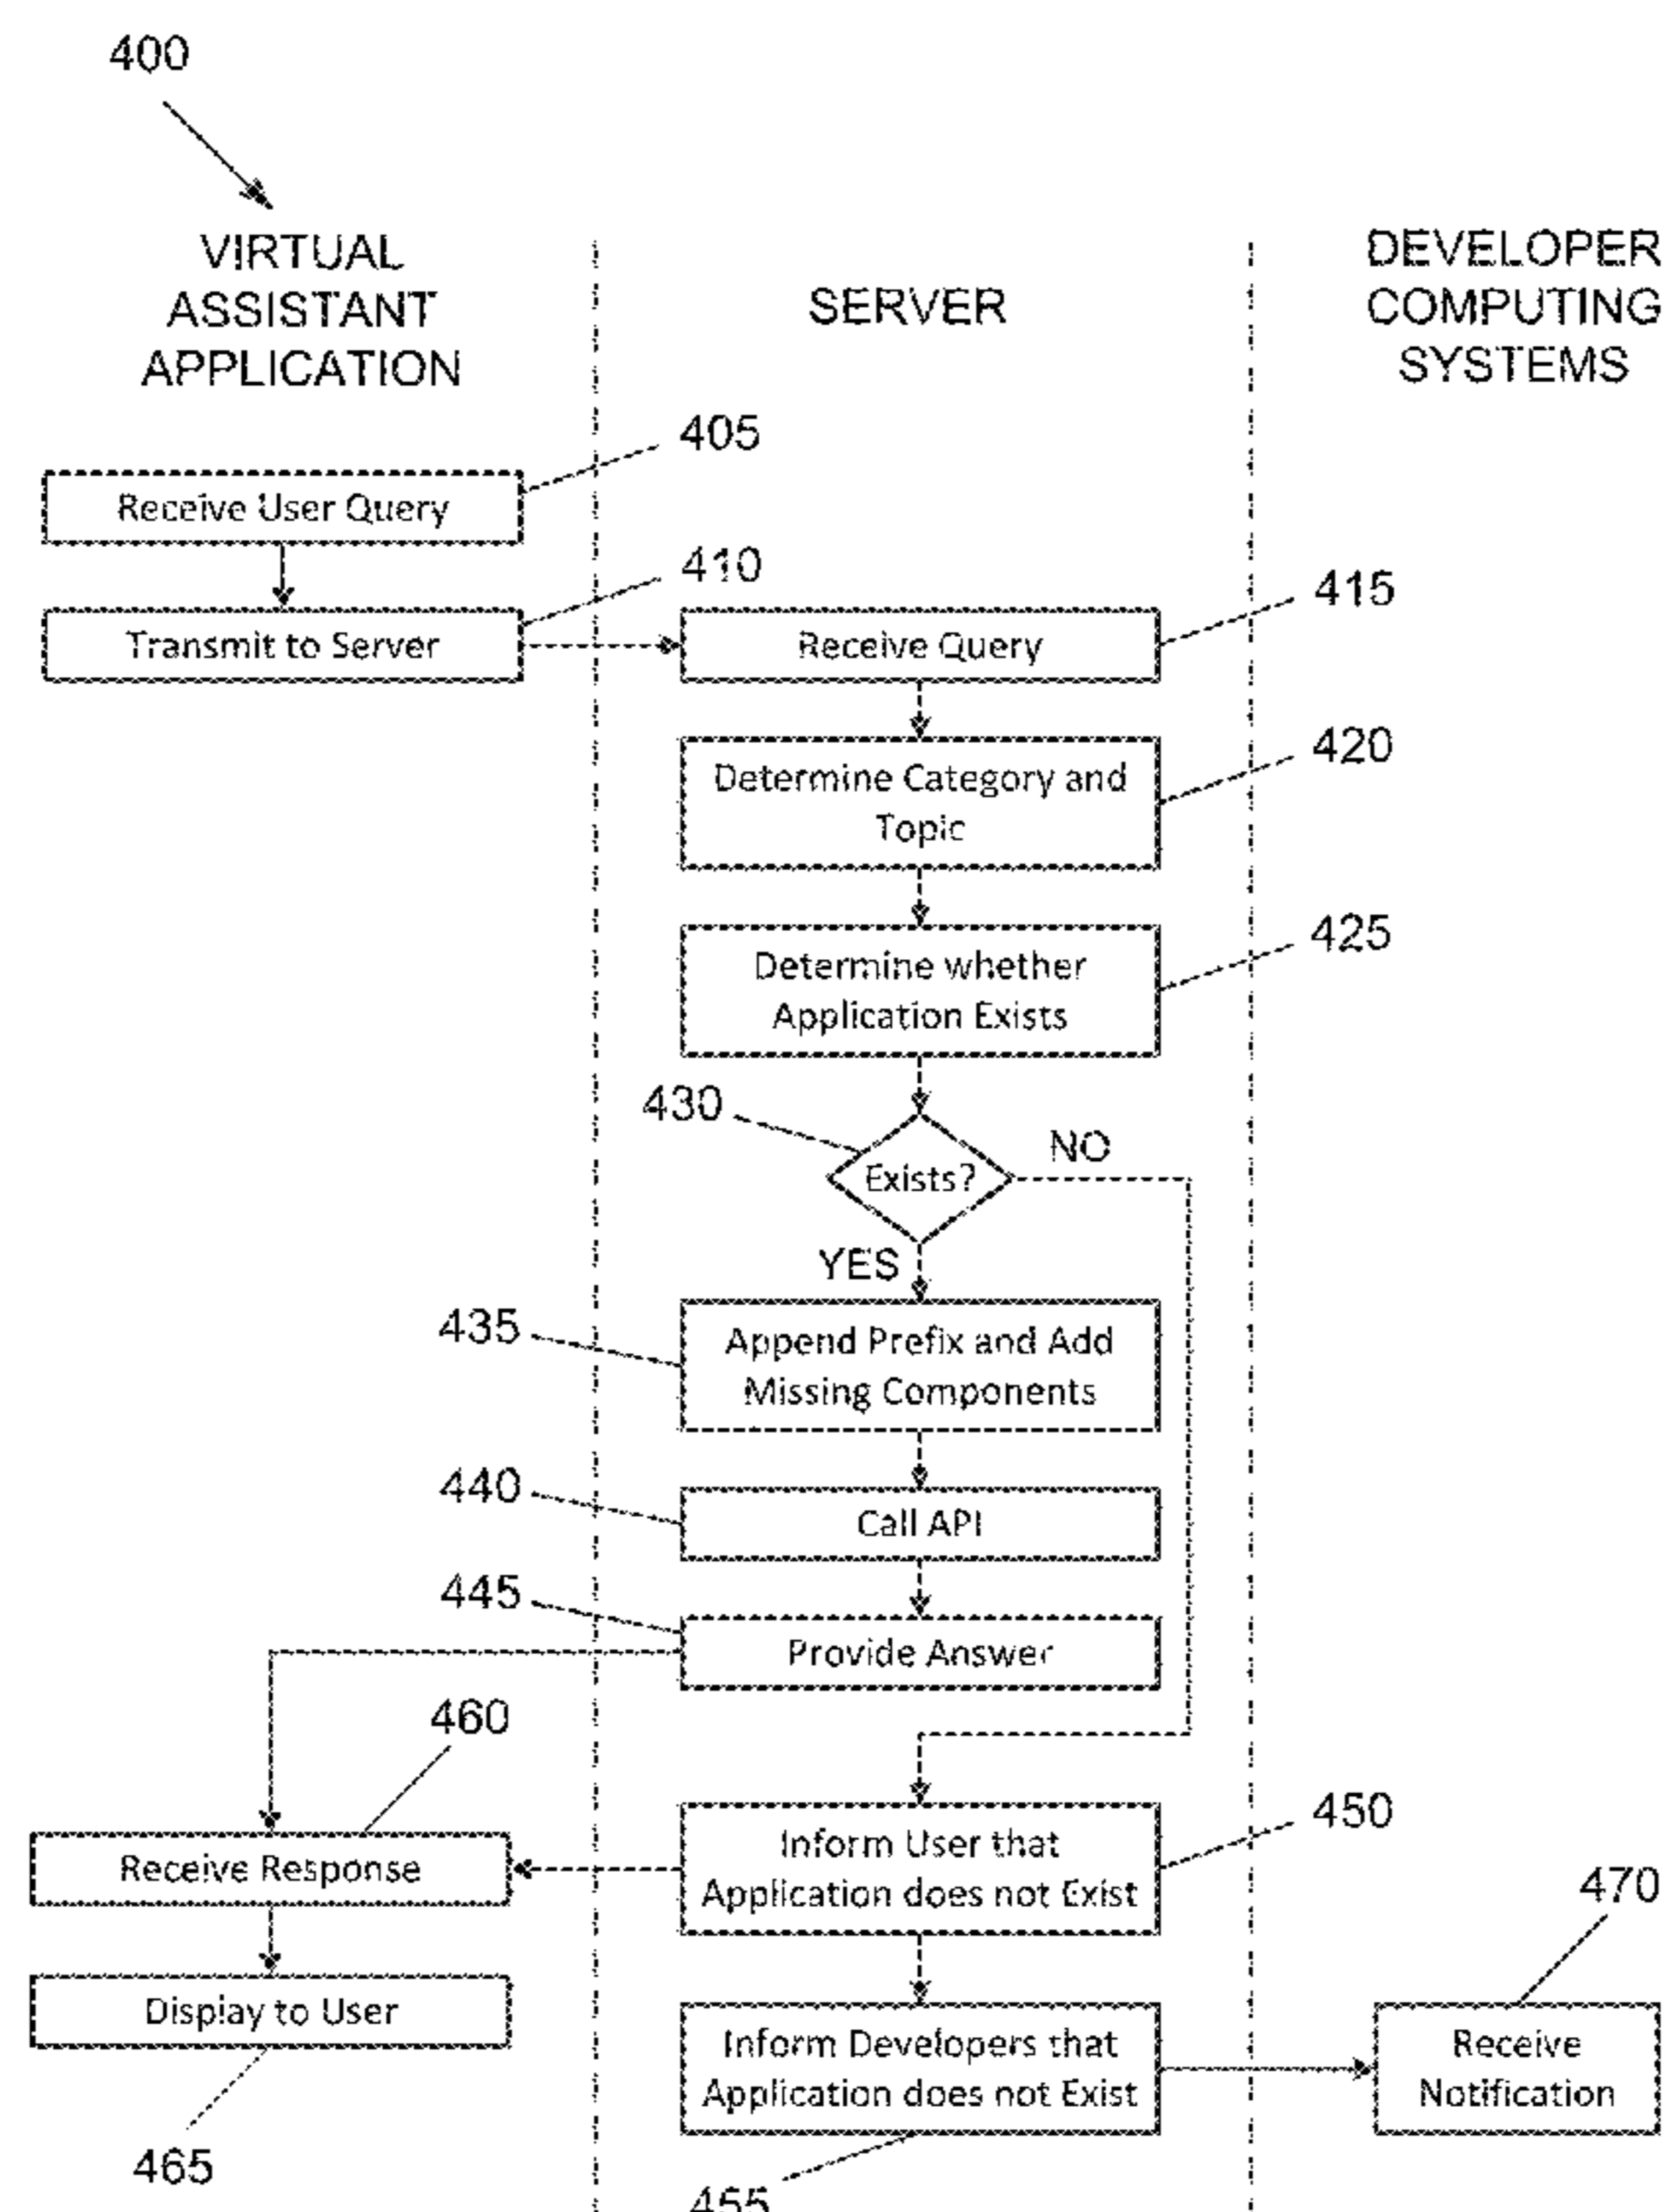 400
VIRTUAL
ASSISTANT
APPLICATION
SERVER
DEVELOPER
COMPUTING
SYSTEMS
405
Receive User Query
410
Transmit to Server
415
Receive Query
420
Determine Category and
Topic
425
Determine whether
Application Exists
430
Exists?
NO
YES
435
Append Prefix and Add
Missing Components
440
Call API
445
Provide Answer
460
Receive Response
450
Inform User that
Application does not Exist
470
Display to User
Inform Developers that
Application does not Exist
Receive
Notification
465
455